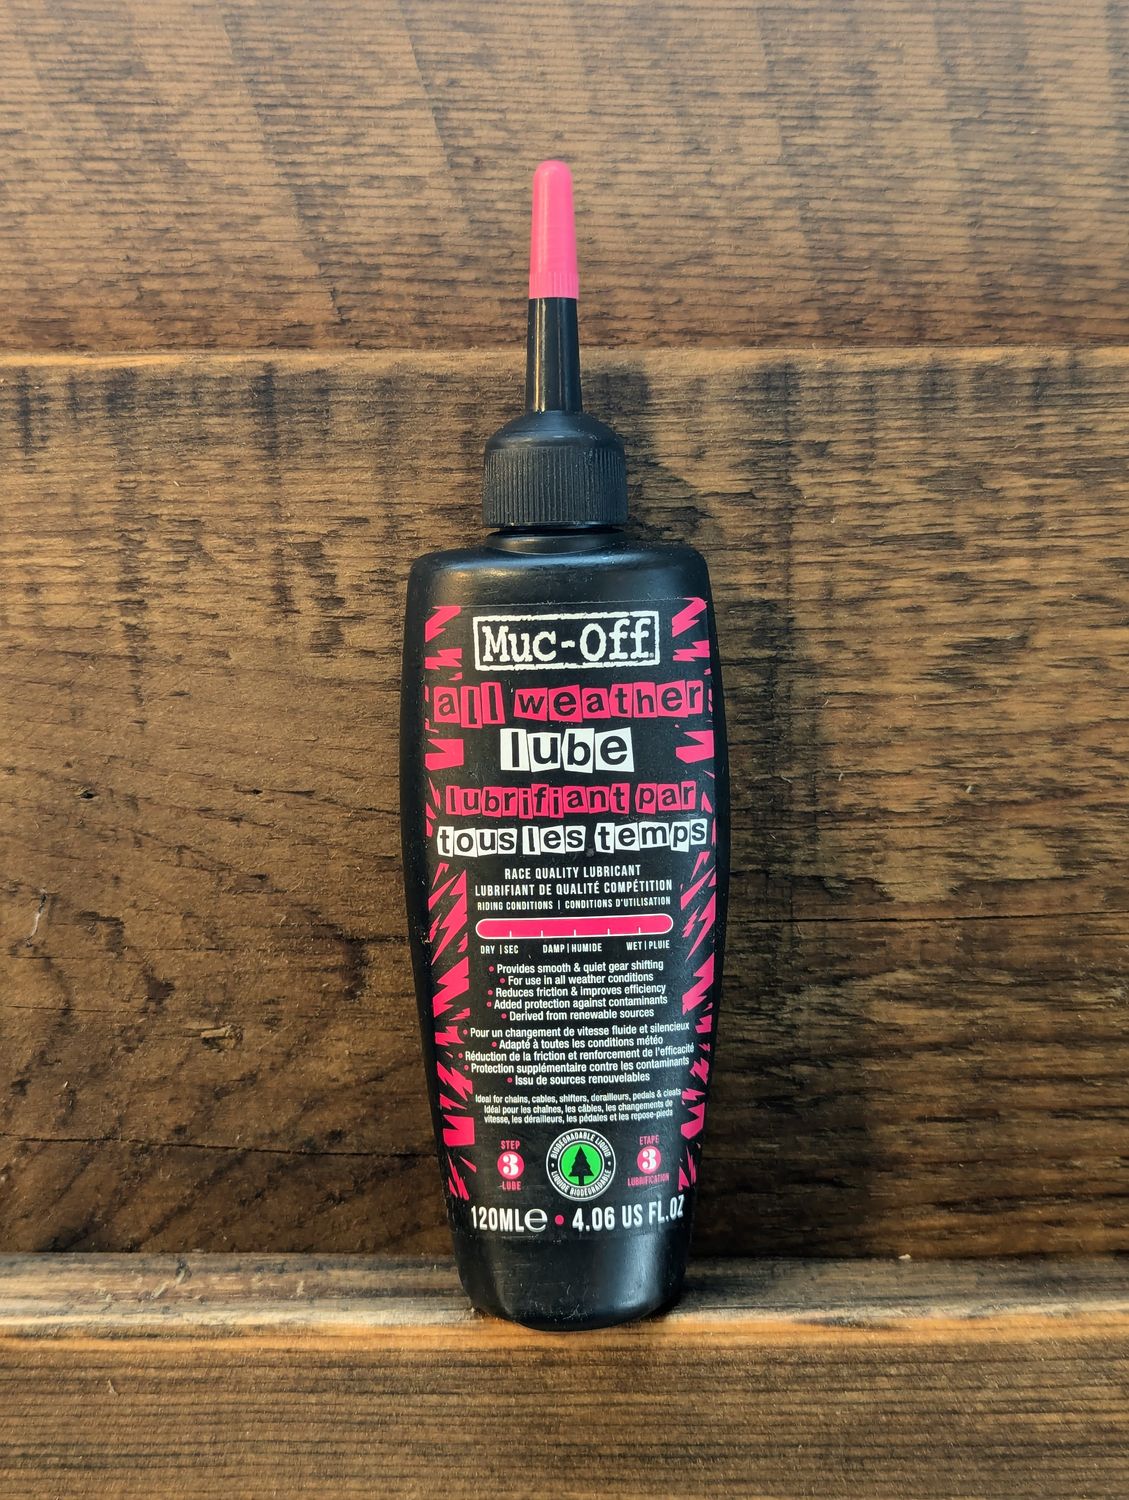 Muc-Off
all weather
lube
lubrifiant par
tous les temps
RACE QUALITY LUBRICANT
LUBRIFIANT DE QUALITÉ COMPÉTITION
RIDING CONDITIONS | CONDITIONS D'UTILISATION
DRY | SEC DAMP | HUMIDE WET | PLUIE
• Provides smooth & quiet gear shifting
• For use in all weather conditions
• Reduces friction & improves efficiency
• Added protection against contaminants
• Derived from renewable sources
• Pour un changement de vitesse fluide et silencieux
• Adapté à toutes les conditions météo
• Réduction de la friction et renforcement de l'efficacité
• Protection supplémentaire contre les contaminants
• Issu de sources renouvelables
Ideal for chains, cables, shifters, derailleurs, pedals & cleats
Idéal pour les chaînes, les câbles, les changements de
vitesse, les dérailleurs, les pédales et les repose-pieds
STEP
3
LUBE
BIODEGRADABLE LIQUID
LIQUIDE BIODÉGRADABLE
ETAPE
3
LUBRIFICATION
120ML℮ • 4.06 US FL.OZ